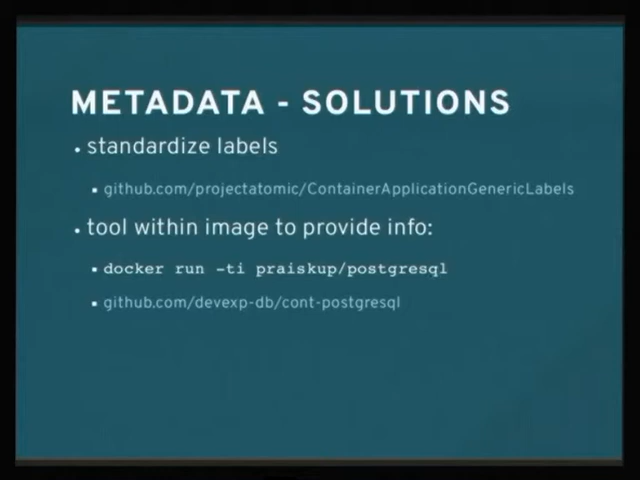 METADATA - SOLUTIONS
standardize labels
github.com/projectatomic/ContainerApplicationGenericLabels
tool within image to provide info:
docker run -ti praiskup/postgresql
github.com/devexp-db/cont-postgresql